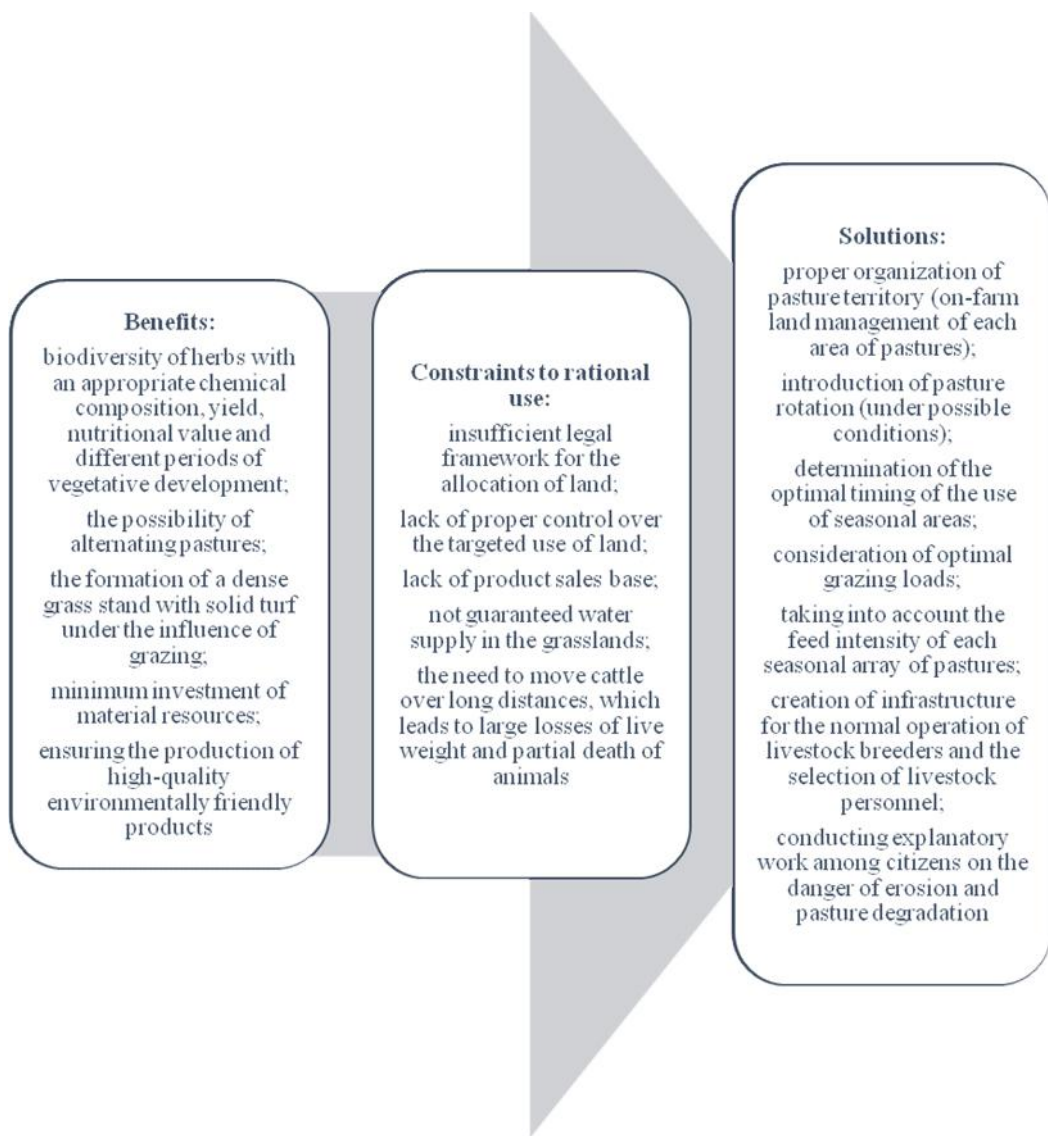 Benefits:
biodiversity of herbs with
an appropriate chemical
composition, yield,
nutritional value and
different periods of
vegetative development;
the possibility of
alternating pastures;
the formation of a dense
grass stand with solid turf
under the influence of
grazing;
minimum investment of
material resources;
ensuring the production of
high-quality
environmentally friendly
products
Constraints to rational
use:
insufficient legal
framework for the
allocation of land;
lack of proper control over
the targeted use of land;
lack of product sales base;
not guaranteed water
supply in the grasslands;
the need to move cattle
over long distances, which
leads to large losses of live
weight and partial death of
animals
Solutions:
proper organization of
pasture territory (on-farm
land management of each
area of pastures);
introduction of pasture
rotation (under possible
conditions);
determination of the
optimal timing of the use
of seasonal areas;
consideration of optimal
grazing loads;
taking into account the
feed intensity of each
seasonal array of pastures;
creation of infrastructure
for the normal operation of
livestock breeders and the
selection of livestock
personnel;
conducting explanatory
work among citizens on the
danger of erosion and
pasture degradation